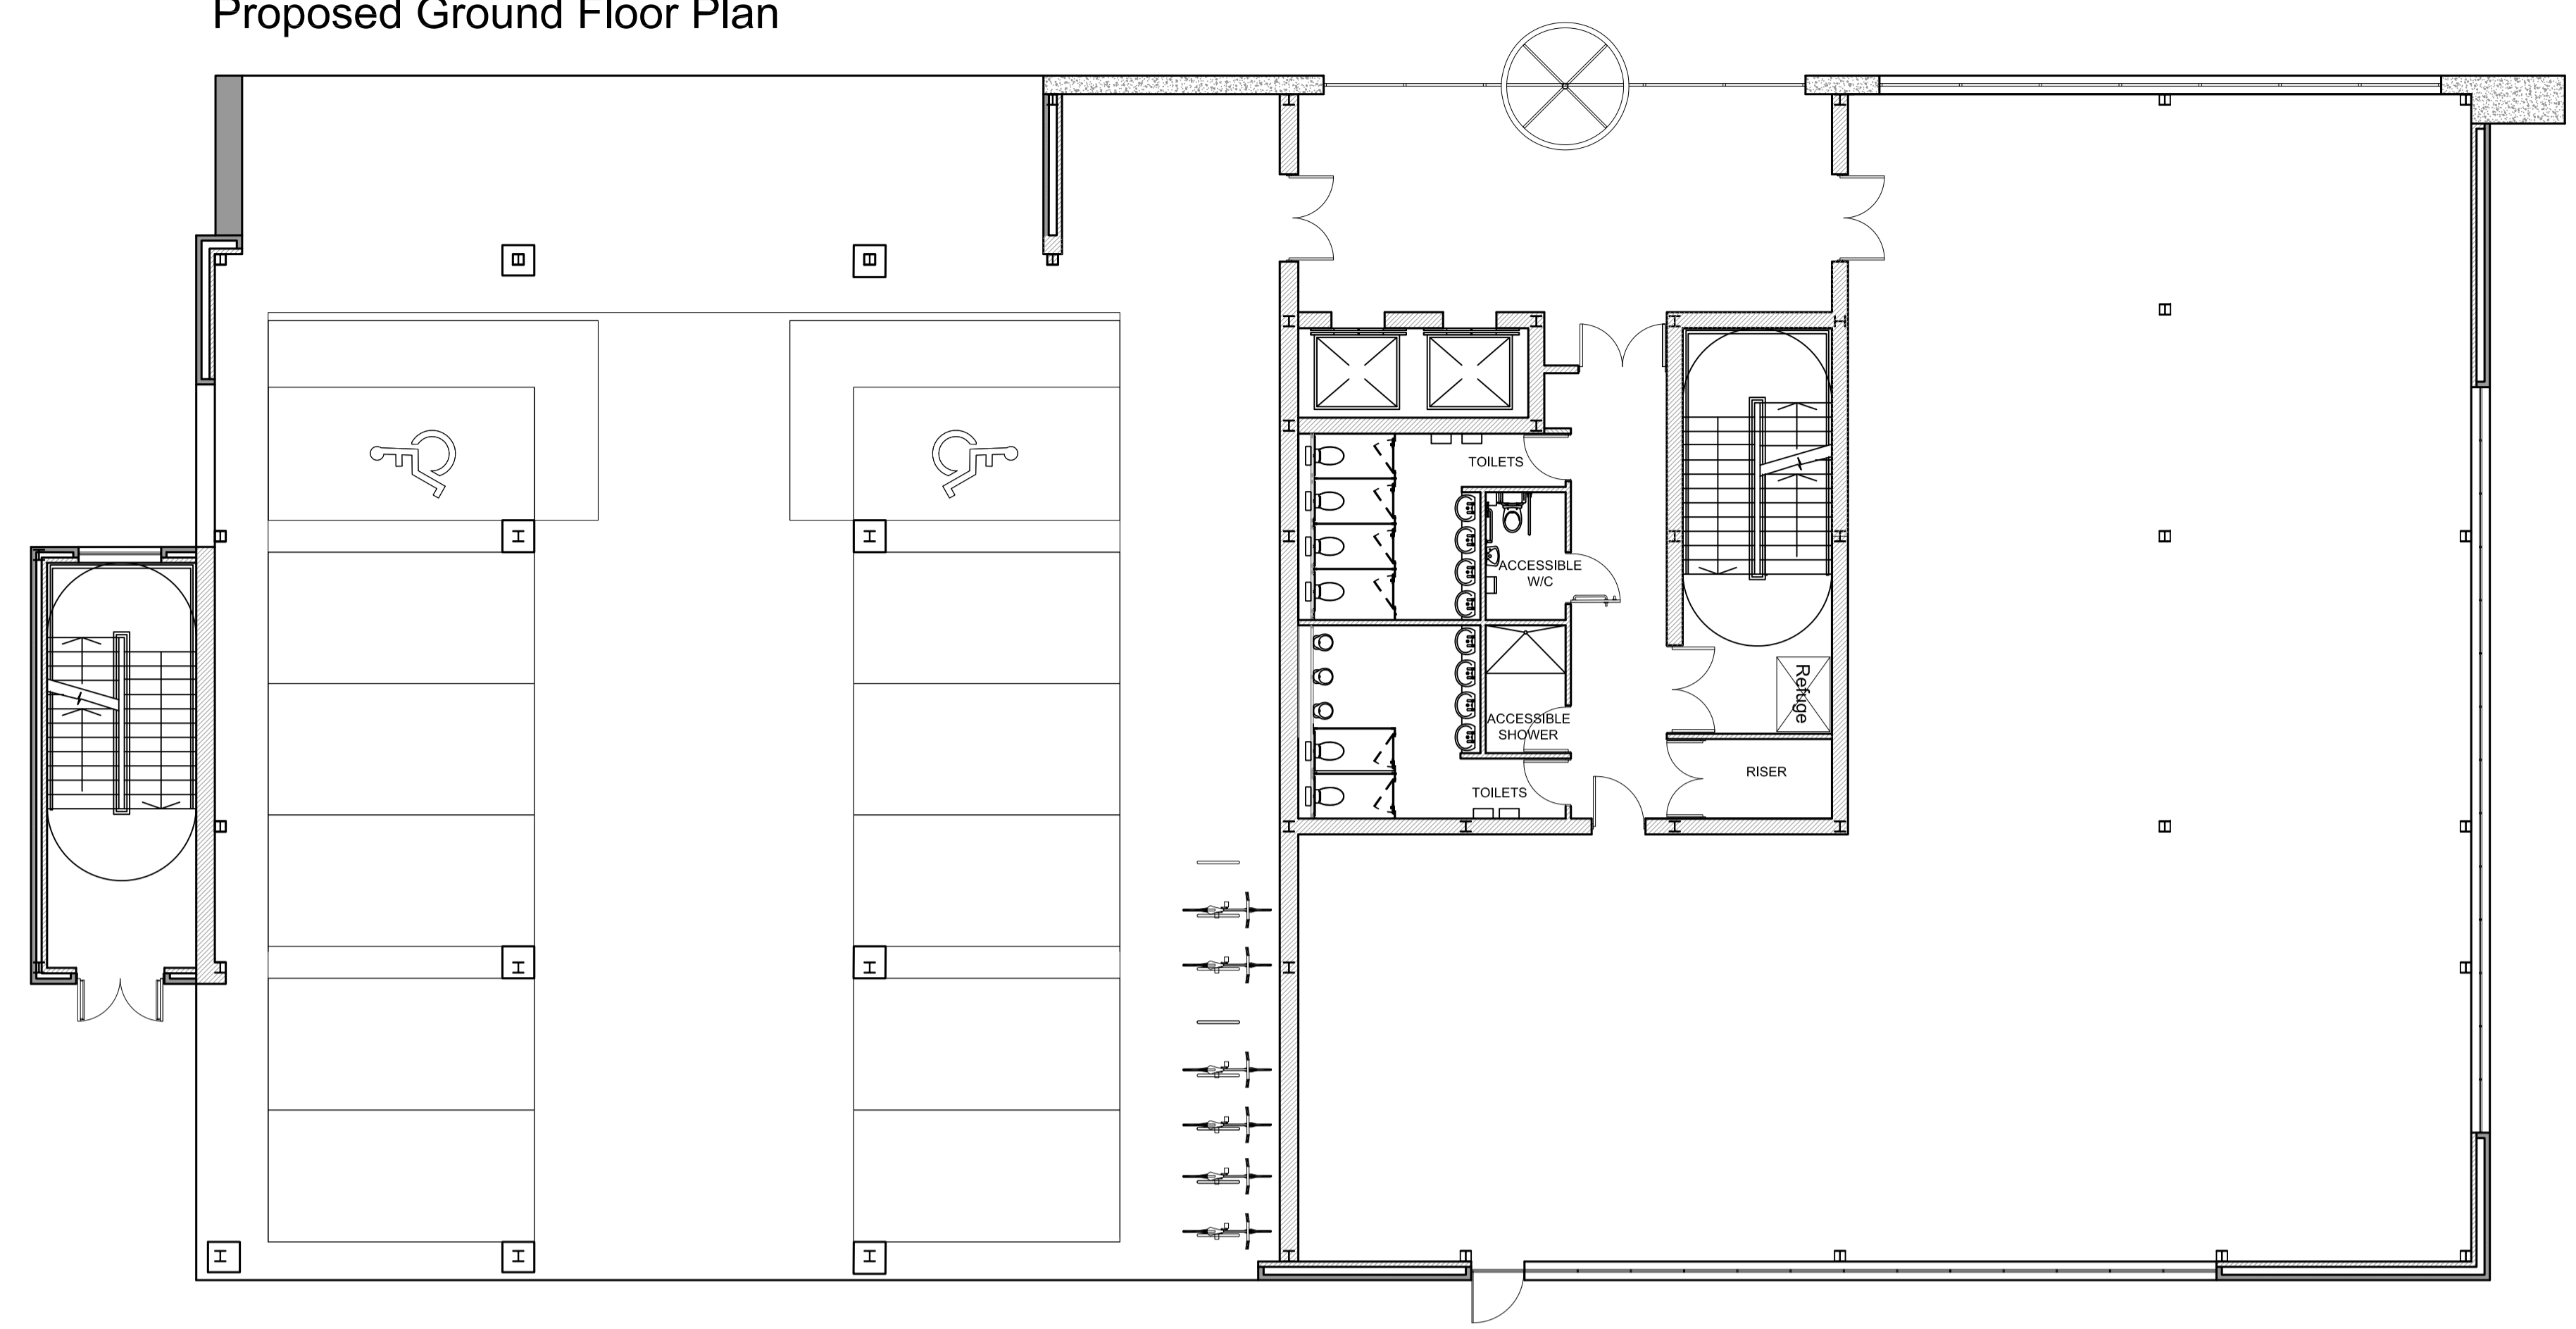 Proposed Ground Floor Plan
TOILETS
ACCESSIBLE
W/C
Refuge
ACCESSIBLE
SHOWER
RISER
TOILETS